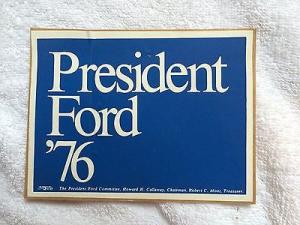 President
Ford
'76
The President Ford Committee, Howard H. Callaway, Chairman, Robert C. Moot, Treasurer.